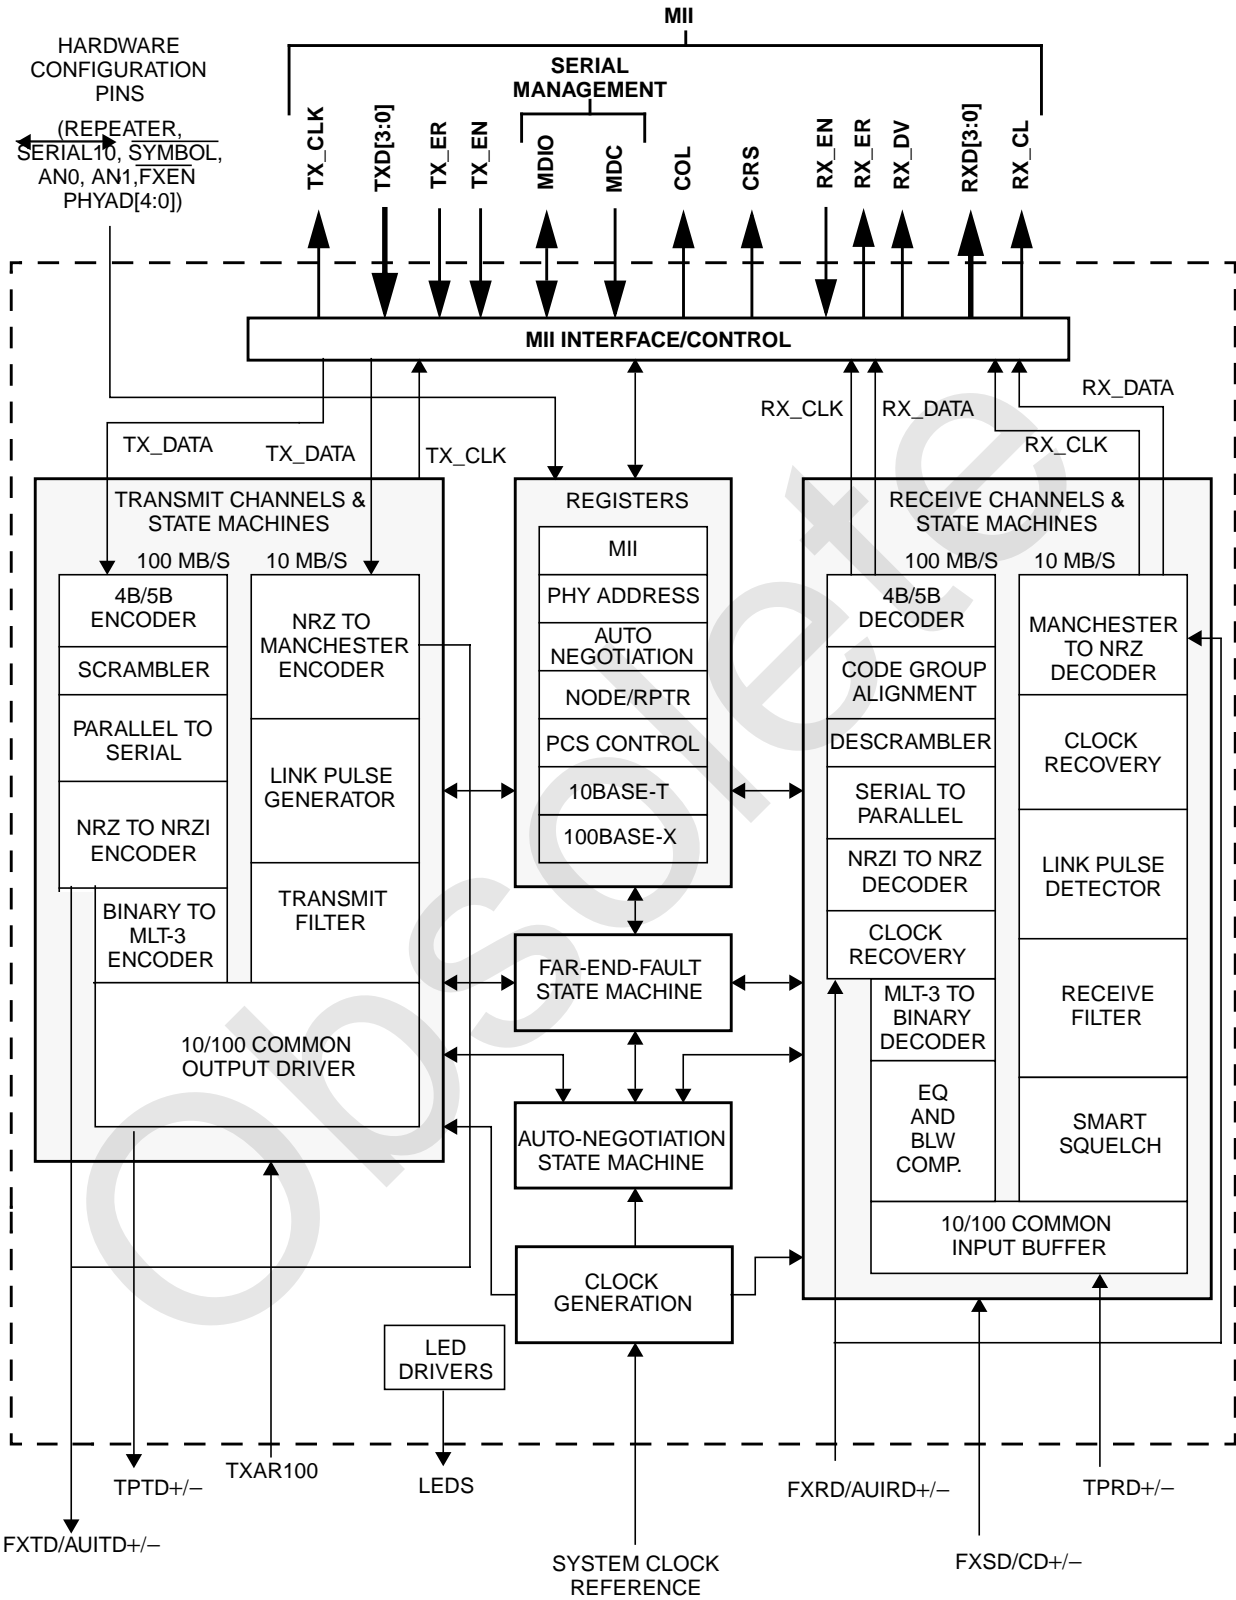 MII
HARDWARE
CONFIGURATION
PINS
(REPEATER,
SERIAL10, SYMBOL,
AN0, AN1,FXEN
PHYAD[4:0])
SERIAL
MANAGEMENT
TX_CLK
TXD[3:0]
TX_ER
TX_EN
MDIO
MDC
COL
CRS
RX_EN
RX_ER
RX_DV
RXD[3:0]
RX_CL
MII INTERFACE/CONTROL
TX_DATA
TX_DATA
TX_CLK
RX_CLK
RX_DATA
RX_CLK
RX_DATA
TRANSMIT CHANNELS &
STATE MACHINES
100 MB/S
10 MB/S
4B/5B
ENCODER
SCRAMBLER
PARALLEL TO
SERIAL
NRZ TO NRZI
ENCODER
BINARY TO
MLT-3
ENCODER
NRZ TO
MANCHESTER
ENCODER
LINK PULSE
GENERATOR
TRANSMIT
FILTER
10/100 COMMON
OUTPUT DRIVER
REGISTERS
MII
PHY ADDRESS
AUTO
NEGOTIATION
NODE/RPTR
PCS CONTROL
10BASE-T
100BASE-X
FAR-END-FAULT
STATE MACHINE
AUTO-NEGOTIATION
STATE MACHINE
CLOCK
GENERATION
LED
DRIVERS
RECEIVE CHANNELS &
STATE MACHINES
100 MB/S
10 MB/S
4B/5B
DECODER
CODE GROUP
ALIGNMENT
DESCRAMBLER
SERIAL TO
PARALLEL
NRZI TO NRZ
DECODER
CLOCK
RECOVERY
MLT-3 TO
BINARY
DECODER
EQ
AND
BLW
COMP.
MANCHESTER
TO NRZ
DECODER
CLOCK
RECOVERY
LINK PULSE
DETECTOR
RECEIVE
FILTER
SMART
SQUELCH
10/100 COMMON
INPUT BUFFER
TPTD+/−
TXAR100
LEDS
FXRD/AUIRD+/−
TPRD+/−
FXTD/AUITD+/−
SYSTEM CLOCK
REFERENCE
FXSD/CD+/−
Obsolete